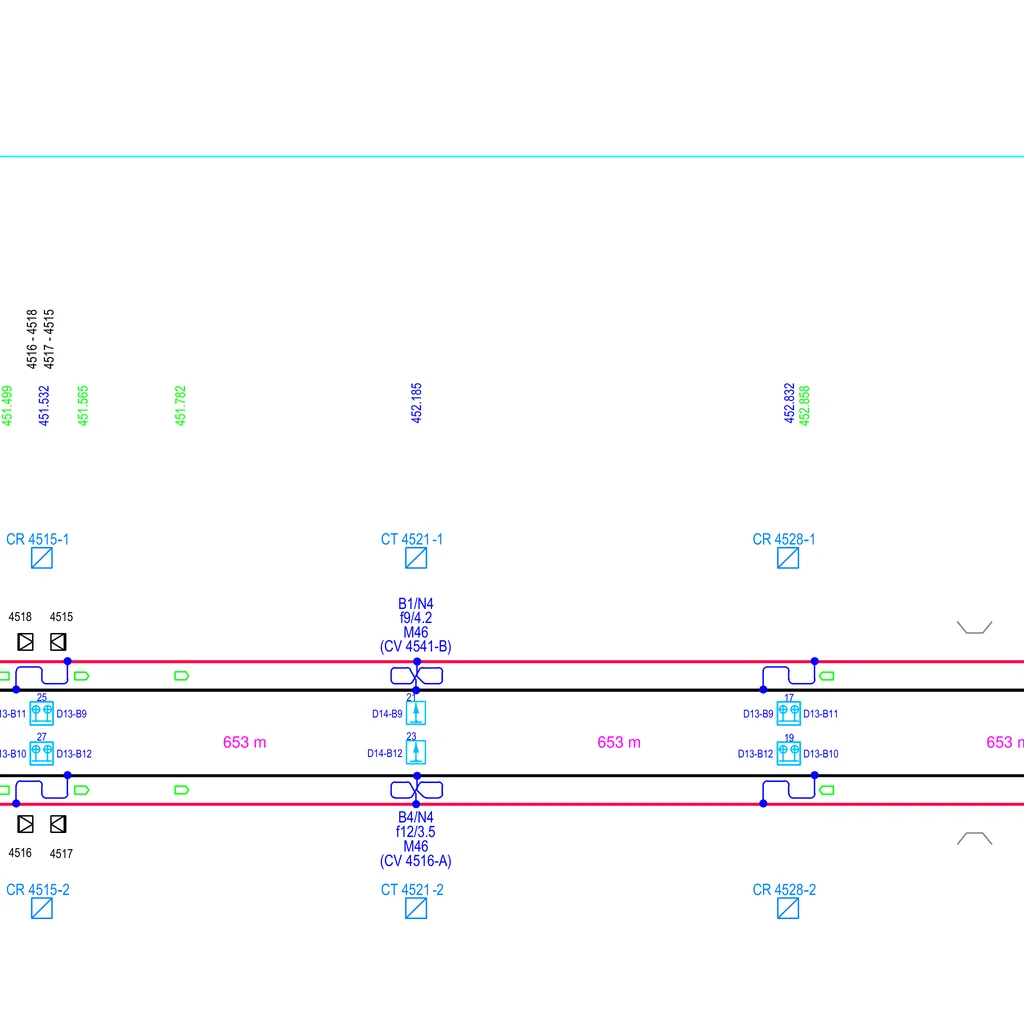 4516 - 4518
4517 - 4515
451.499
451.532
451.565
451.782
452.185
452.832
452.858
CR 4515-1
CT 4521-1
CR 4528-1
B1/N4
f9/4.2
M46
(CV 4541-B)
4518
4515
25
21
17
13-B11
D13-B9
D14-B9
D13-B9
D13-B11
27
23
19
653 m
653 m
653 m
13-B10
D13-B12
D14-B12
D13-B12
D13-B10
B4/N4
f12/3.5
M46
(CV 4516-A)
4516
4517
CR 4515-2
CT 4521-2
CR 4528-2